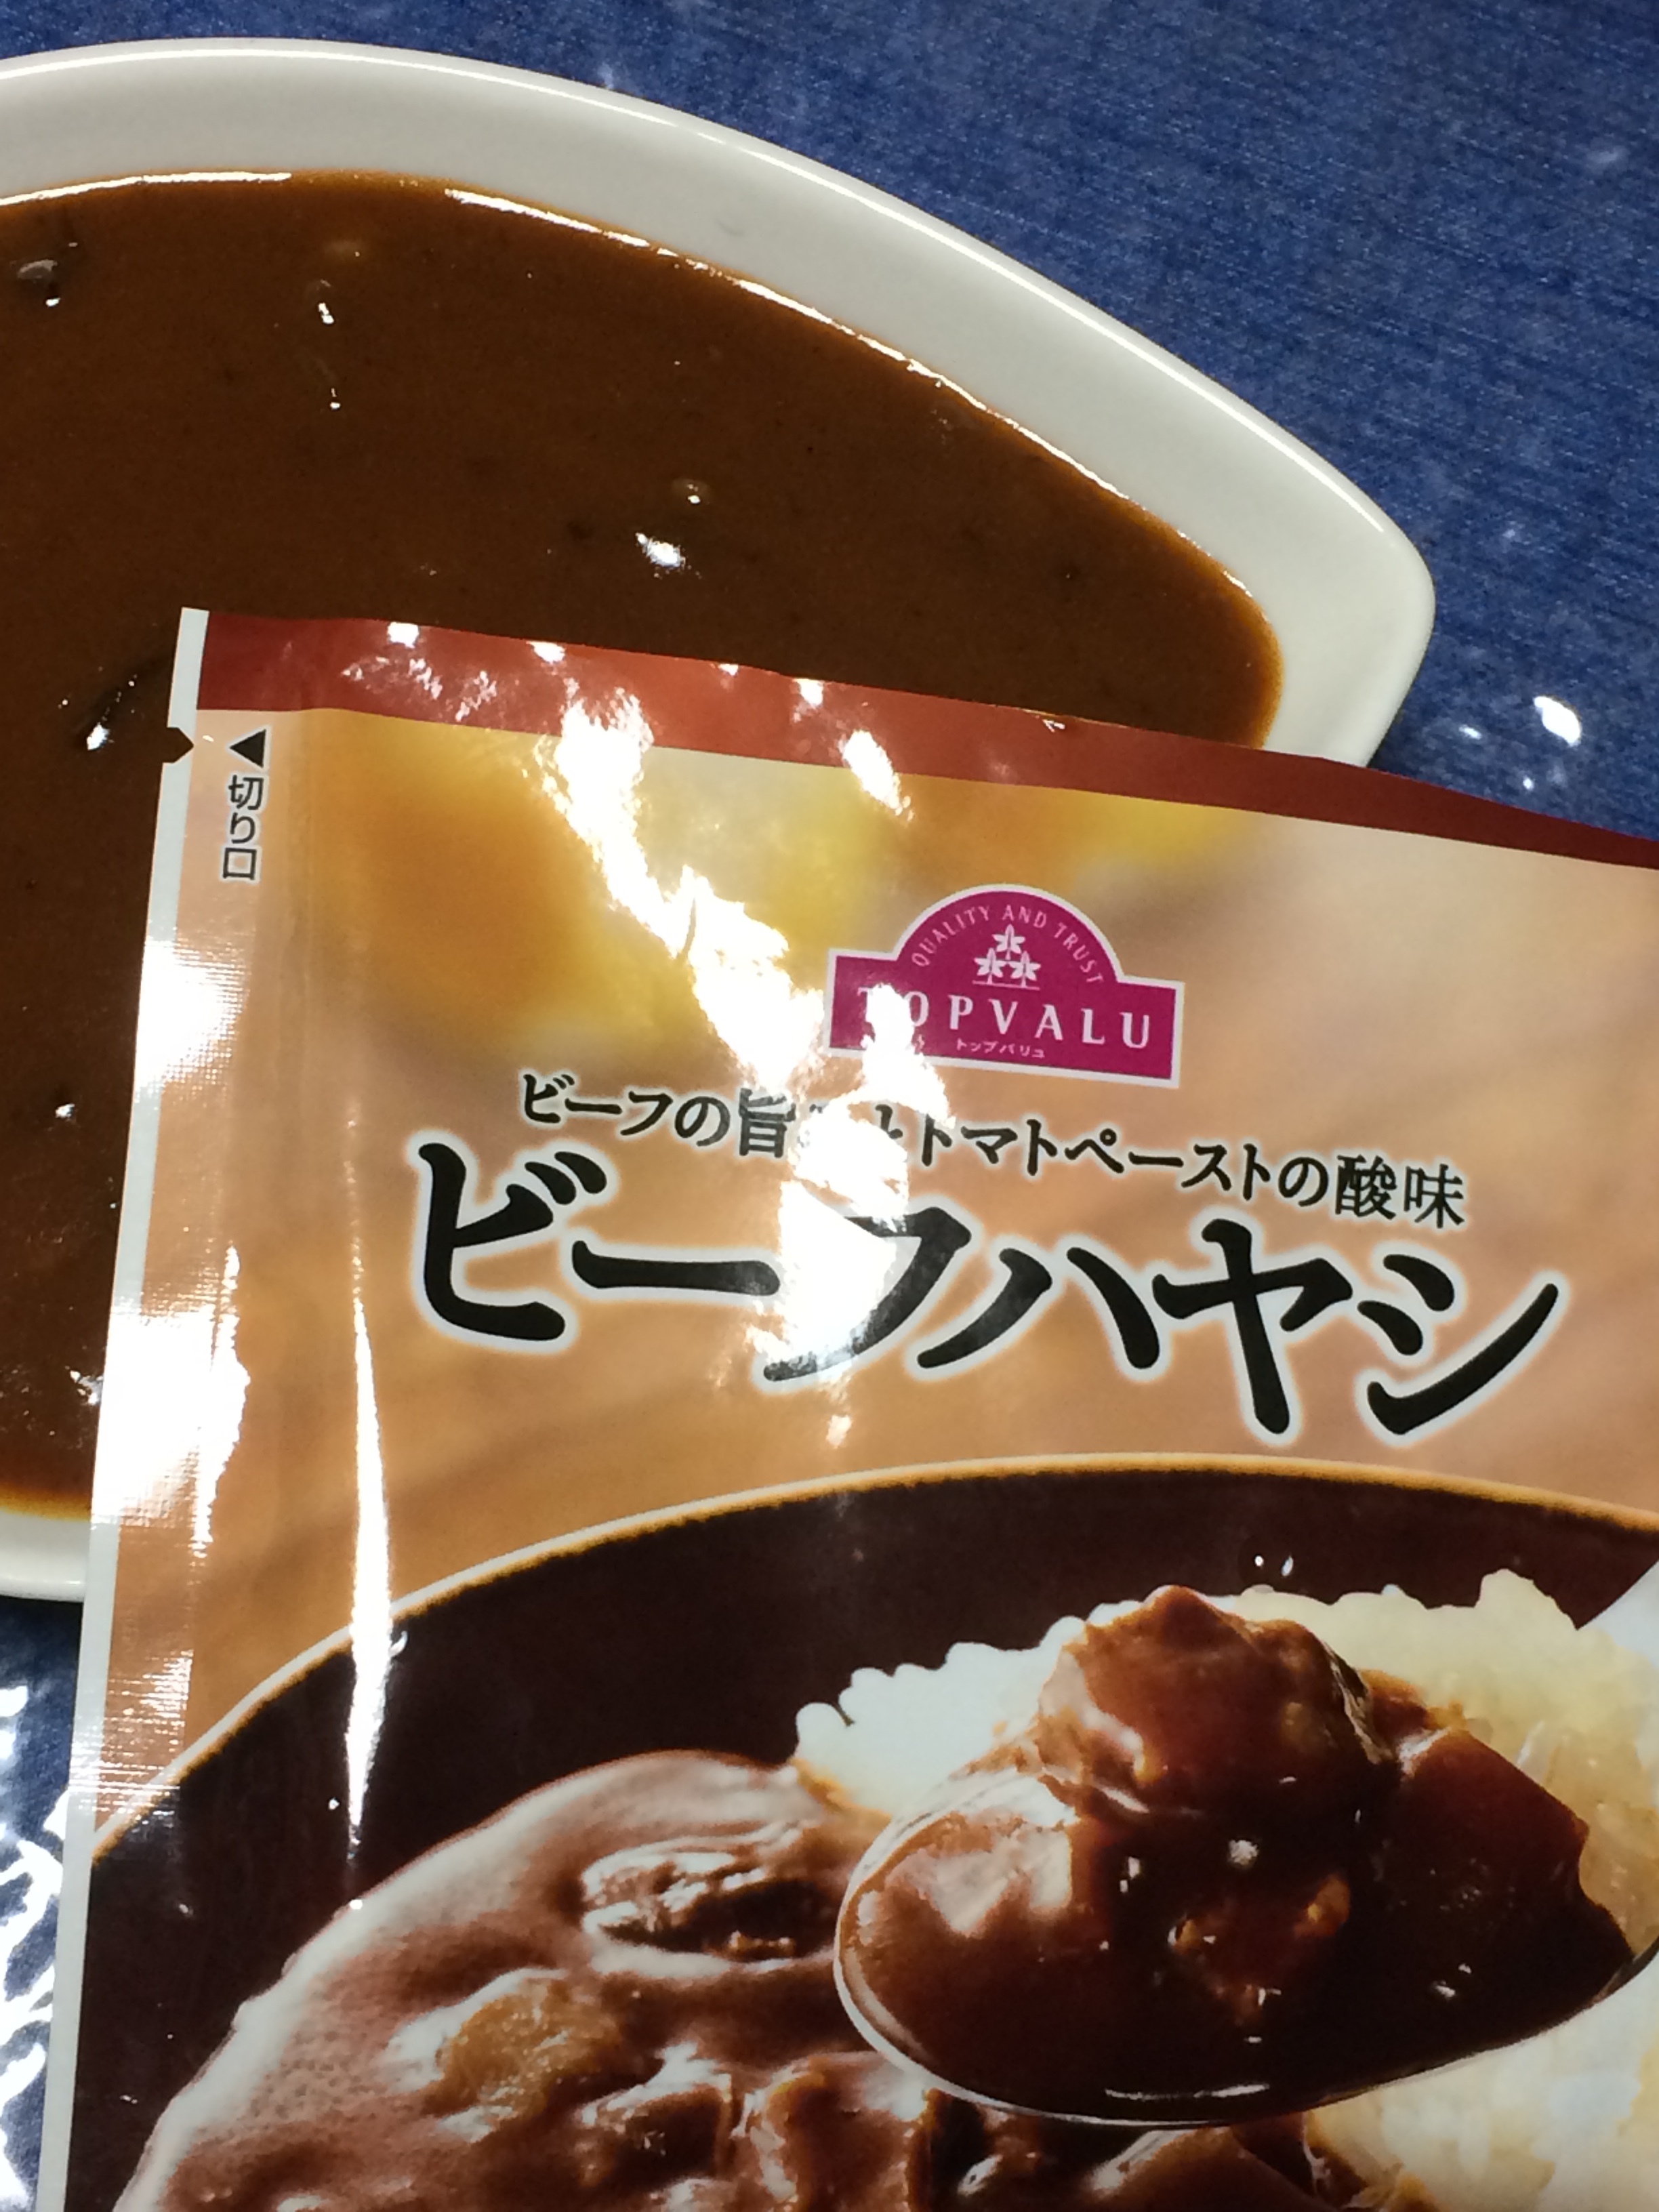 切り口
QUALITY AND TRUST
TOPVALU
トップバリュ
ビーフの旨とトマトペーストの酸味
ビーフハヤシ